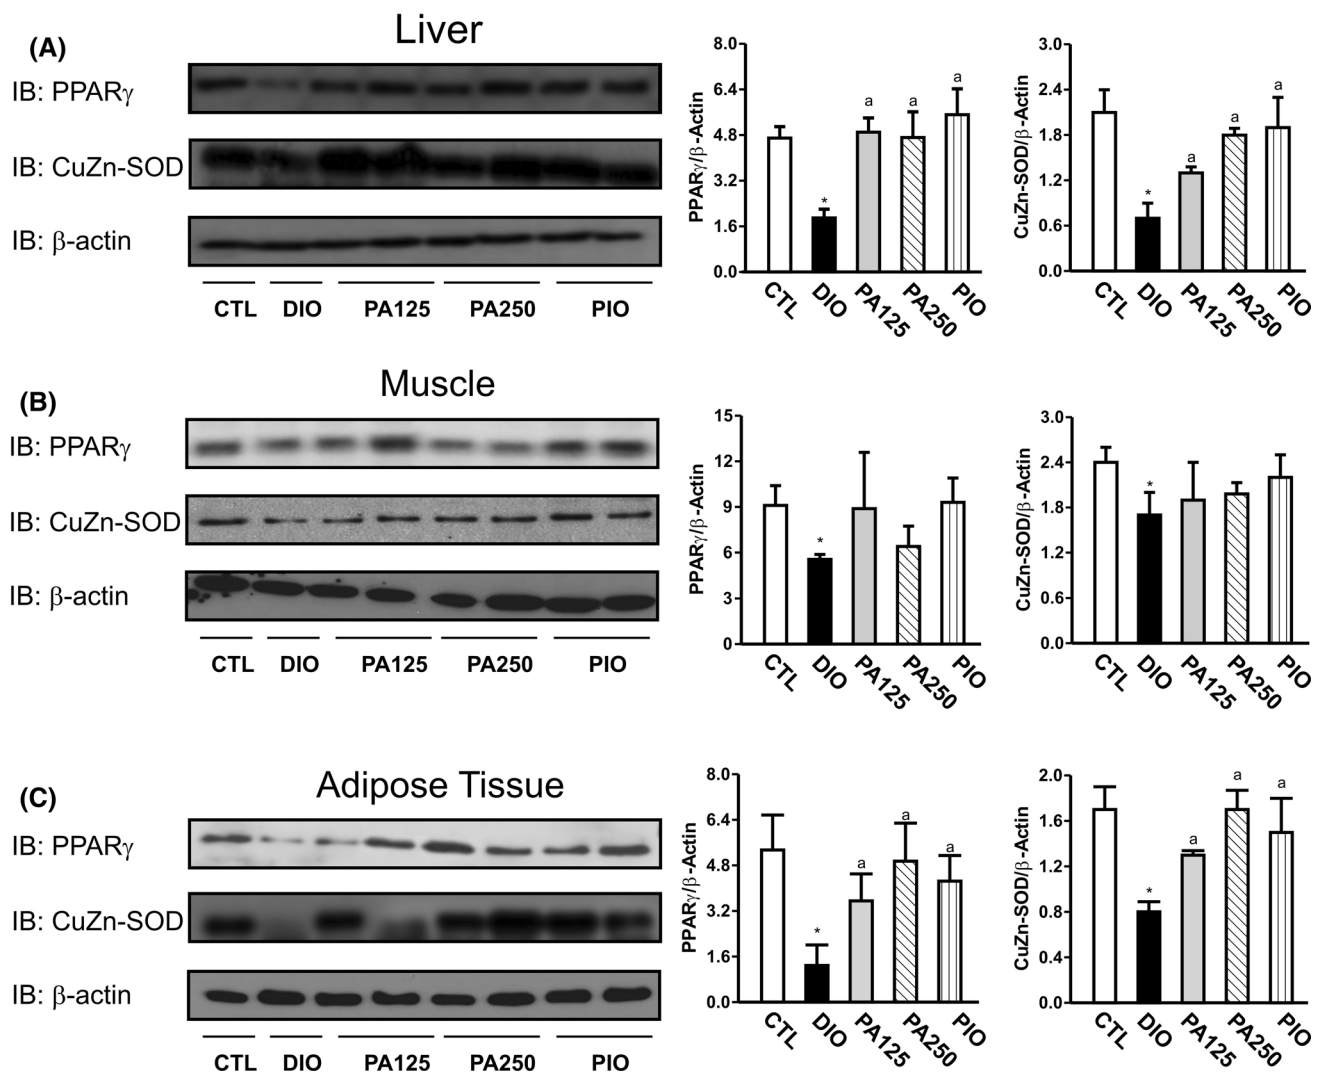 (A)
Liver
IB: PPARγ
IB: CuZn-SOD
IB: β-actin
CTL DIO PA125 PA250 PIO
PPARγ/β-Actin
8.0
6.4
4.8
3.2
1.6
0.0
* a a a
CTL DIO PA125 PA250 PIO
CuZn-SOD/β-Actin
3.0
2.4
1.8
1.2
0.6
0.0
* a a a
CTL DIO PA125 PA250 PIO
(B)
Muscle
IB: PPARγ
IB: CuZn-SOD
IB: β-actin
CTL DIO PA125 PA250 PIO
PPARγ/β-Actin
15
12
9
6
3
0
*
CTL DIO PA125 PA250 PIO
CuZn-SOD/β-Actin
3.0
2.4
1.8
1.2
0.6
0.0
*
CTL DIO PA125 PA250 PIO
(C)
Adipose Tissue
IB: PPARγ
IB: CuZn-SOD
IB: β-actin
CTL DIO PA125 PA250 PIO
PPARγ/β-Actin
8.0
6.4
4.8
3.2
1.6
0.0
* a a a
CTL DIO PA125 PA250 PIO
CuZn-SOD/β-Actin
2.0
1.6
1.2
0.8
0.4
0.0
* a a a
CTL DIO PA125 PA250 PIO